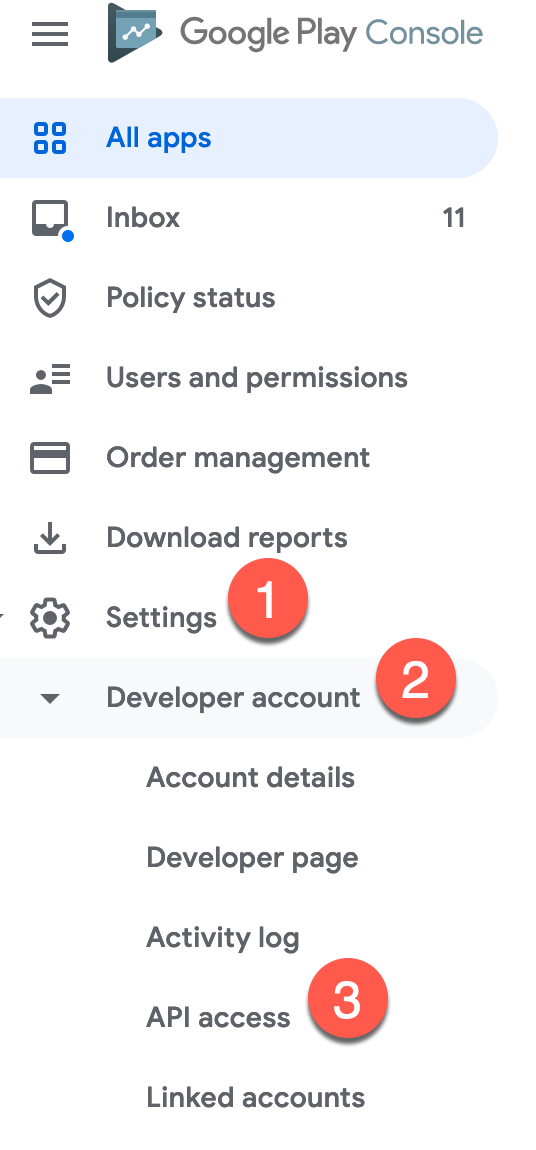 Google Play Console
All apps
Inbox 11
Policy status
Users and permissions
Order management
Download reports
Settings 1
Developer account 2
Account details
Developer page
Activity log
API access 3
Linked accounts